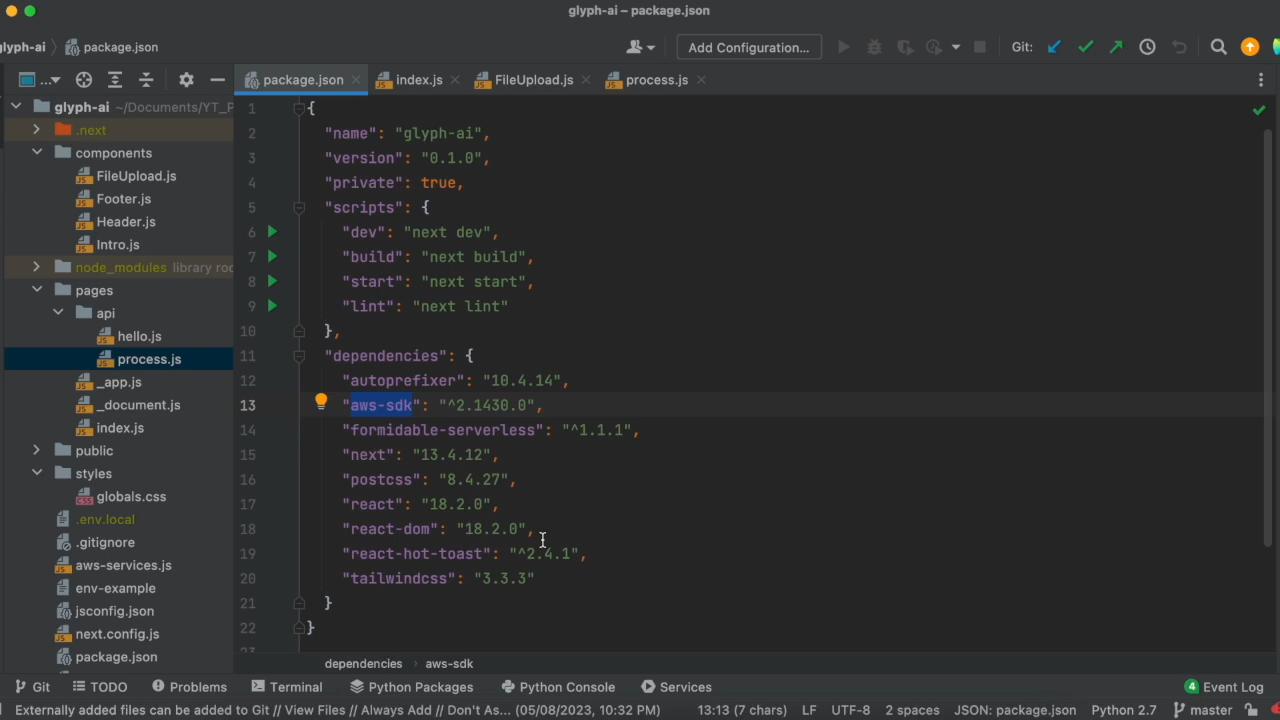 glyph-ai – package.json
glyph-ai
package.json
Add Configuration...
Git:
...
package.json
index.js
FileUpload.js
process.js
glyph-ai ~/Documents/YT_P
.next
components
FileUpload.js
Footer.js
Header.js
Intro.js
node_modules library roo
pages
api
hello.js
process.js
_app.js
_document.js
index.js
public
styles
globals.css
.env.local
.gitignore
aws-services.js
env-example
jsconfig.json
next.config.js
package.json
1 {
2 "name": "glyph-ai",
3 "version": "0.1.0",
4 "private": true,
5 "scripts": {
6 "dev": "next dev",
7 "build": "next build",
8 "start": "next start",
9 "lint": "next lint"
10 },
11 "dependencies": {
12 "autoprefixer": "10.4.14",
13 "aws-sdk": "^2.1430.0",
14 "formidable-serverless": "^1.1.1",
15 "next": "13.4.12",
16 "postcss": "8.4.27",
17 "react": "18.2.0",
18 "react-dom": "18.2.0",
19 "react-hot-toast": "^2.4.1",
20 "tailwindcss": "3.3.3"
21 }
22 }
23
dependencies › aws-sdk
Git
TODO
Problems
Terminal
Python Packages
Python Console
Services
4 Event Log
Externally added files can be added to Git // View Files // Always Add // Don't As... (05/08/2023, 10:32 PM)
13:13 (7 chars)
LF
UTF-8
2 spaces
JSON: package.json
Python 2.7
master